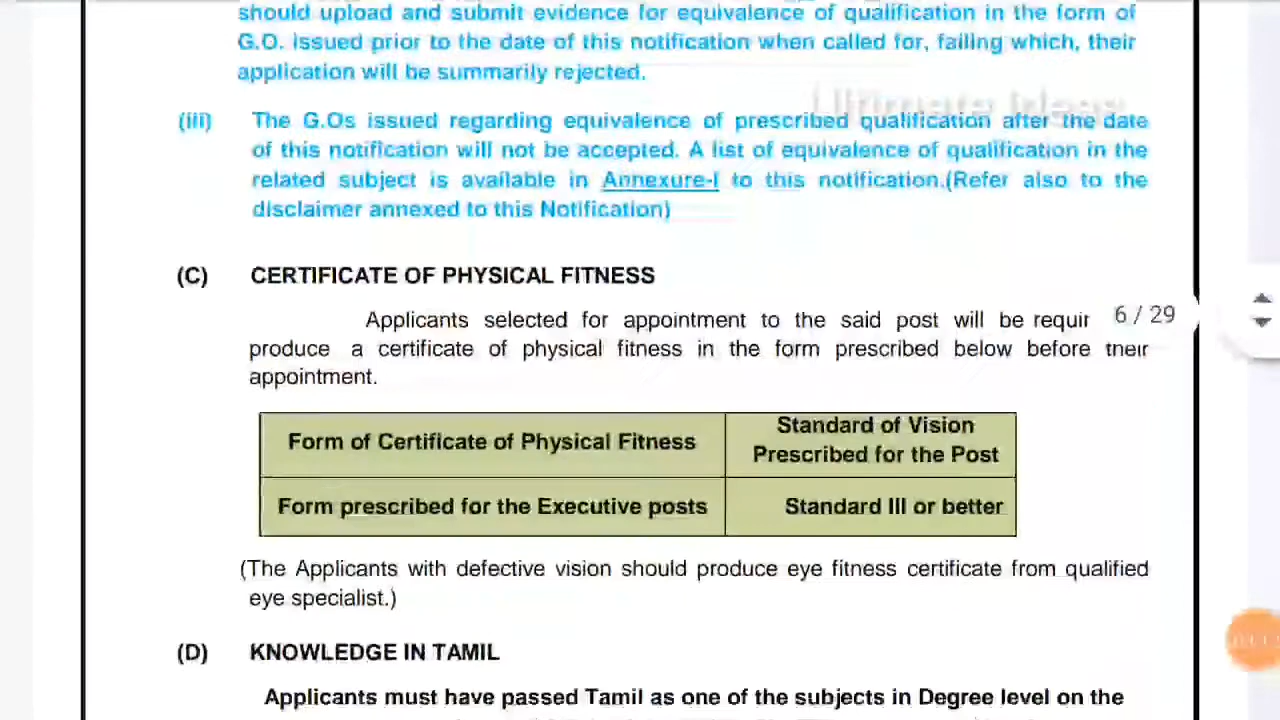 should upload and submit evidence for equivalence of qualification in the form of
G.O. issued prior to the date of this notification when called for, failing which, their
application will be summarily rejected.
Ultimate Ideas
(iii) The G.Os issued regarding equivalence of prescribed qualification after the date
of this notification will not be accepted. A list of equivalence of qualification in the
related subject is available in Annexure-I to this notification.(Refer also to the
disclaimer annexed to this Notification)
(C) CERTIFICATE OF PHYSICAL FITNESS
Applicants selected for appointment to the said post will be requir
6 / 29
produce a certificate of physical fitness in the form prescribed below before their
appointment.
Form of Certificate of Physical Fitness
Standard of Vision
Prescribed for the Post
Form prescribed for the Executive posts
Standard III or better
(The Applicants with defective vision should produce eye fitness certificate from qualified
eye specialist.)
(D) KNOWLEDGE IN TAMIL
Applicants must have passed Tamil as one of the subjects in Degree level on the